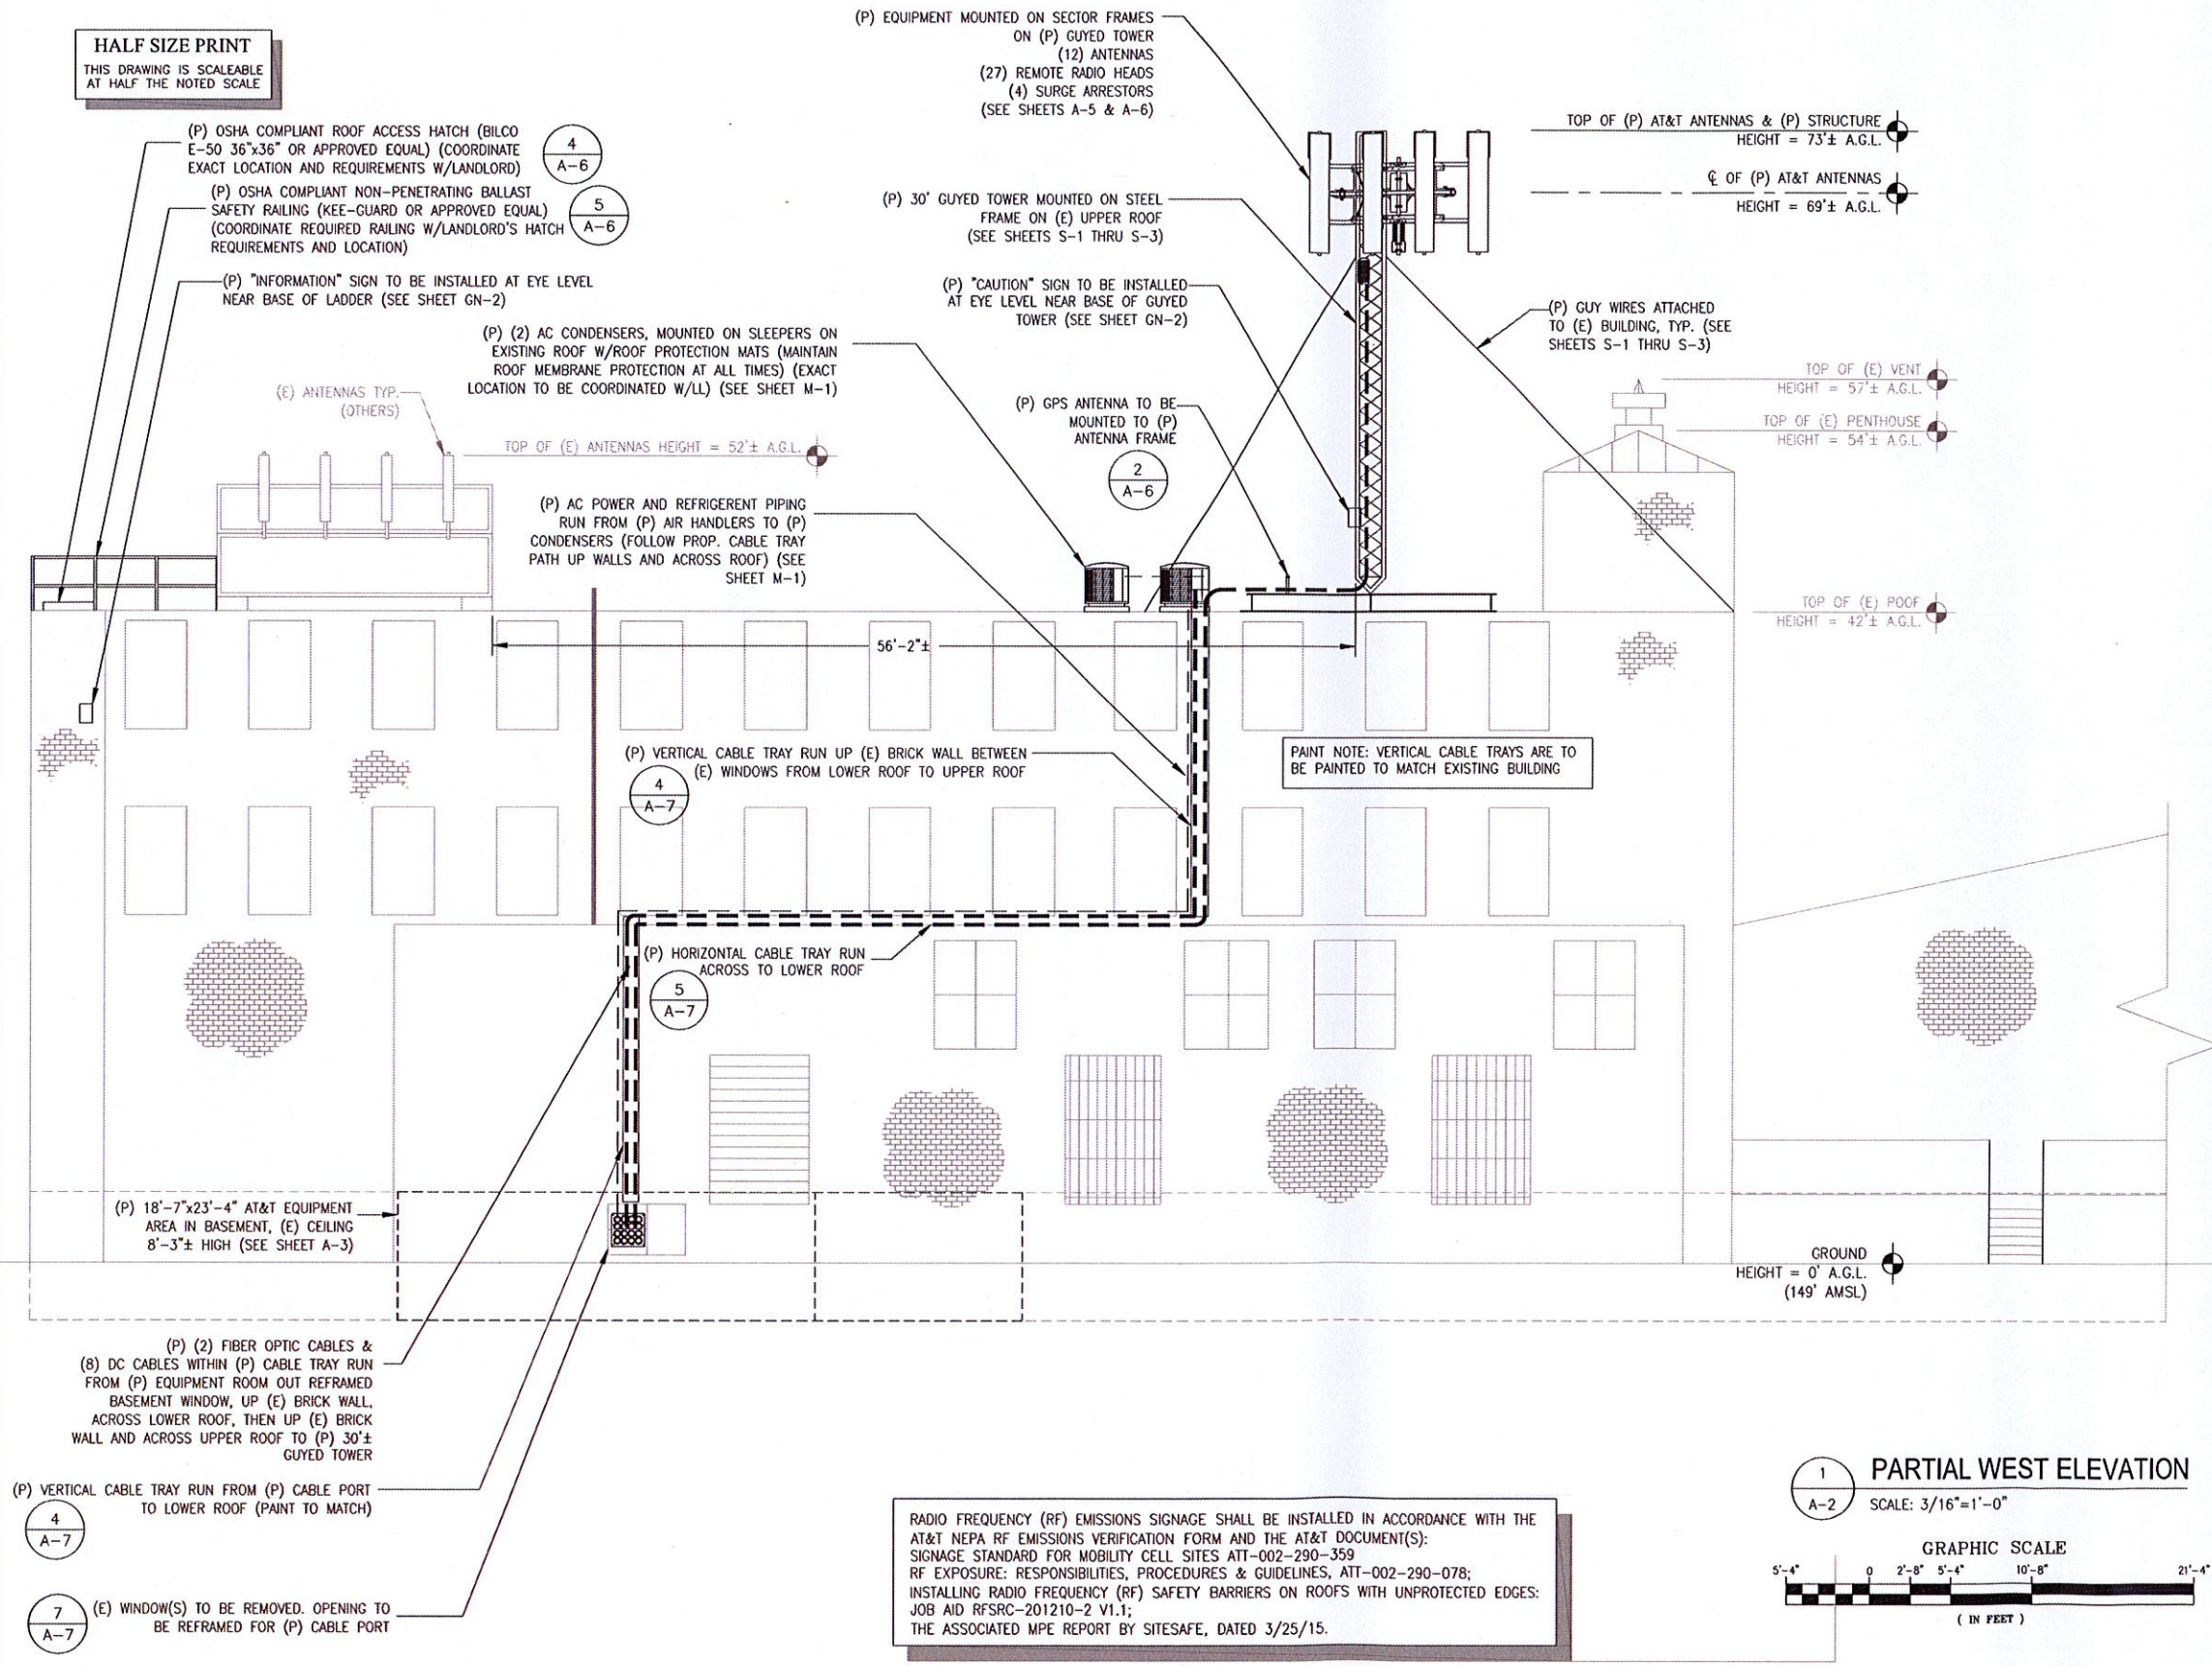 HALF SIZE PRINT
THIS DRAWING IS SCALEABLE
AT HALF THE NOTED SCALE
(P) EQUIPMENT MOUNTED ON SECTOR FRAMES
ON (P) GUYED TOWER
(12) ANTENNAS
(27) REMOTE RADIO HEADS
(4) SURGE ARRESTORS
(SEE SHEETS A-5 & A-6)
(P) OSHA COMPLIANT ROOF ACCESS HATCH (BILCO
E-50 36"x36" OR APPROVED EQUAL) (COORDINATE
EXACT LOCATION AND REQUIREMENTS W/LANDLORD)
4
A-6
(P) OSHA COMPLIANT NON-PENETRATING BALLAST
SAFETY RAILING (KEE-GUARD OR APPROVED EQUAL)
(COORDINATE REQUIRED RAILING W/LANDLORD'S HATCH
REQUIREMENTS AND LOCATION)
5
A-6
(P) "INFORMATION" SIGN TO BE INSTALLED AT EYE LEVEL
NEAR BASE OF LADDER (SEE SHEET GN-2)
TOP OF (P) AT&T ANTENNAS & (P) STRUCTURE
HEIGHT = 73'± A.G.L.
℄ OF (P) AT&T ANTENNAS
HEIGHT = 69'± A.G.L.
(P) 30' GUYED TOWER MOUNTED ON STEEL
FRAME ON (E) UPPER ROOF
(SEE SHEETS S-1 THRU S-3)
(P) "CAUTION" SIGN TO BE INSTALLED
AT EYE LEVEL NEAR BASE OF GUYED
TOWER (SEE SHEET GN-2)
(P) GUY WIRES ATTACHED
TO (E) BUILDING, TYP. (SEE
SHEETS S-1 THRU S-3)
(P) (2) AC CONDENSERS, MOUNTED ON SLEEPERS ON
EXISTING ROOF W/ROOF PROTECTION MATS (MAINTAIN
ROOF MEMBRANE PROTECTION AT ALL TIMES) (EXACT
LOCATION TO BE COORDINATED W/LL) (SEE SHEET M-1)
TOP OF (E) VENT
HEIGHT = 57'± A.G.L.
(E) ANTENNAS TYP.
(OTHERS)
(P) GPS ANTENNA TO BE
MOUNTED TO (P)
ANTENNA FRAME
2
A-6
TOP OF (E) PENTHOUSE
HEIGHT = 54'± A.G.L.
TOP OF (E) ANTENNAS HEIGHT = 52'± A.G.L.
(P) AC POWER AND REFRIGERENT PIPING
RUN FROM (P) AIR HANDLERS TO (P)
CONDENSERS (FOLLOW PROP. CABLE TRAY
PATH UP WALLS AND ACROSS ROOF) (SEE
SHEET M-1)
TOP OF (E) ROOF
HEIGHT = 42'± A.G.L.
56'-2"±
(P) VERTICAL CABLE TRAY RUN UP (E) BRICK WALL BETWEEN
(E) WINDOWS FROM LOWER ROOF TO UPPER ROOF
4
A-7
PAINT NOTE: VERTICAL CABLE TRAYS ARE TO
BE PAINTED TO MATCH EXISTING BUILDING
(P) HORIZONTAL CABLE TRAY RUN
ACROSS TO LOWER ROOF
5
A-7
(P) 18'-7"x23'-4" AT&T EQUIPMENT
AREA IN BASEMENT, (E) CEILING
8'-3"± HIGH (SEE SHEET A-3)
GROUND
HEIGHT = 0' A.G.L.
(149' AMSL)
(P) (2) FIBER OPTIC CABLES &
(8) DC CABLES WITHIN (P) CABLE TRAY RUN
FROM (P) EQUIPMENT ROOM OUT REFRAMED
BASEMENT WINDOW, UP (E) BRICK WALL,
ACROSS LOWER ROOF, THEN UP (E) BRICK
WALL AND ACROSS UPPER ROOF TO (P) 30'±
GUYED TOWER
(P) VERTICAL CABLE TRAY RUN FROM (P) CABLE PORT
TO LOWER ROOF (PAINT TO MATCH)
4
A-7
7
A-7
(E) WINDOW(S) TO BE REMOVED. OPENING TO
BE REFRAMED FOR (P) CABLE PORT
RADIO FREQUENCY (RF) EMISSIONS SIGNAGE SHALL BE INSTALLED IN ACCORDANCE WITH THE
AT&T NEPA RF EMISSIONS VERIFICATION FORM AND THE AT&T DOCUMENT(S):
SIGNAGE STANDARD FOR MOBILITY CELL SITES ATT-002-290-359
RF EXPOSURE: RESPONSIBILITIES, PROCEDURES & GUIDELINES, ATT-002-290-078;
INSTALLING RADIO FREQUENCY (RF) SAFETY BARRIERS ON ROOFS WITH UNPROTECTED EDGES:
JOB AID RFSRC-201210-2 V1.1;
THE ASSOCIATED MPE REPORT BY SITESAFE, DATED 3/25/15.
1
A-2
PARTIAL WEST ELEVATION
SCALE: 3/16"=1'-0"
GRAPHIC SCALE
5'-4" 0 2'-8" 5'-4" 10'-8" 21'-4"
( IN FEET )